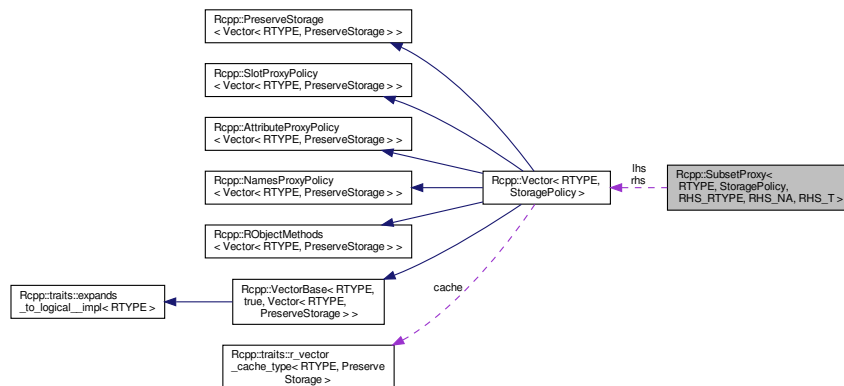 Rcpp::PreserveStorage
< Vector< RTYPE, PreserveStorage > >
Rcpp::SlotProxyPolicy
< Vector< RTYPE, PreserveStorage > >
Rcpp::AttributeProxyPolicy
< Vector< RTYPE, PreserveStorage > >
Rcpp::NamesProxyPolicy
< Vector< RTYPE, PreserveStorage > >
Rcpp::RObjectMethods
< Vector< RTYPE, PreserveStorage > >
Rcpp::traits::expands
_to_logical__impl< RTYPE >
Rcpp::VectorBase< RTYPE,
true, Vector< RTYPE,
PreserveStorage > >
Rcpp::traits::r_vector
_cache_type< RTYPE, Preserve
Storage >
cache
Rcpp::Vector< RTYPE,
StoragePolicy >
lhs
rhs
Rcpp::SubsetProxy<
RTYPE, StoragePolicy,
RHS_RTYPE, RHS_NA, RHS_T >